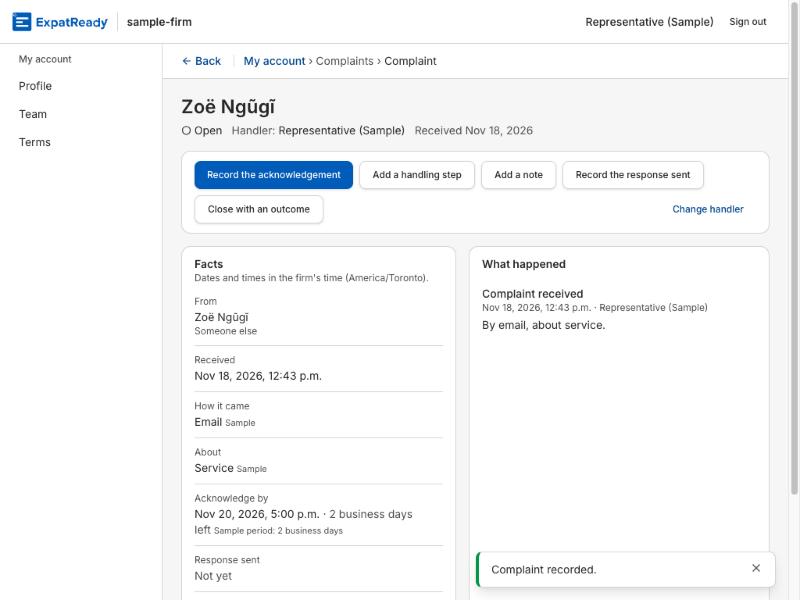 ExpatReady
sample-firm
Representative (Sample)
Sign out
My account
Profile
Team
Terms
← Back
My account › Complaints › Complaint
Zoë Ngũgĩ
Open Handler: Representative (Sample) Received Nov 18, 2026
Record the acknowledgement
Add a handling step
Add a note
Record the response sent
Close with an outcome
Change handler
Facts
Dates and times in the firm's time (America/Toronto).
From
Zoë Ngũgĩ
Someone else
Received
Nov 18, 2026, 12:43 p.m.
How it came
Email Sample
About
Service Sample
Acknowledge by
Nov 20, 2026, 5:00 p.m. · 2 business days
left Sample period: 2 business days
Response sent
Not yet
What happened
Complaint received
Nov 18, 2026, 12:43 p.m. · Representative (Sample)
By email, about service.
Complaint recorded.